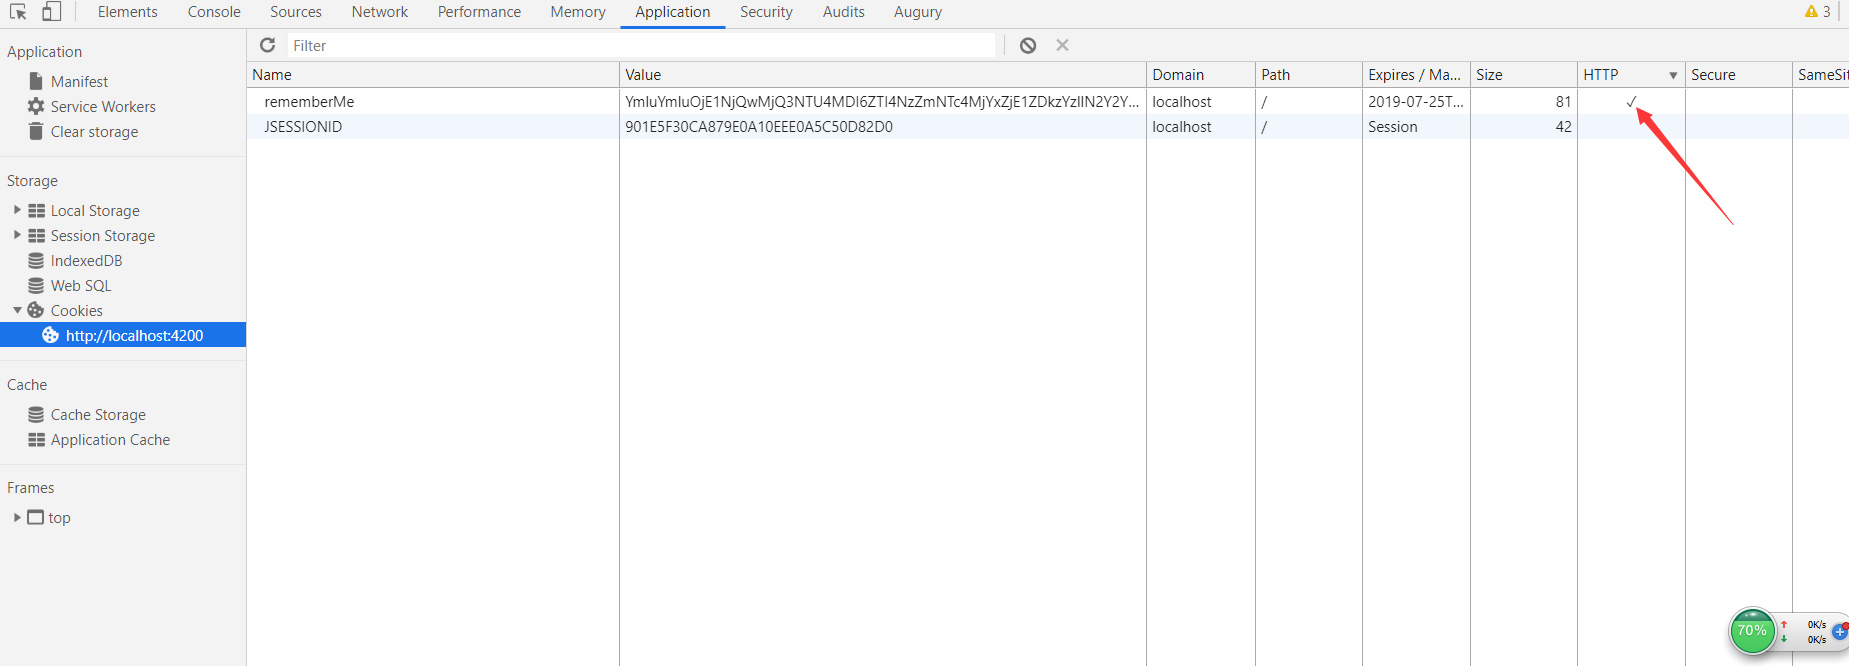 Elements Console Sources Network Performance Memory Application Security Audits Augury 3
Application
Manifest
Service Workers
Clear storage
Storage
Local Storage
Session Storage
IndexedDB
Web SQL
Cookies
http://localhost:4200
Cache
Cache Storage
Application Cache
Frames
top
Filter
Name Value Domain Path Expires / Ma... Size HTTP ▼ Secure SameSit
rememberMe localhost / 2019-07-25T... 81 ✓
JSESSIONID 901E5F30CA879E0A10EEE0A5C50D82D0 localhost / Session 42
70% 0K/s
0K/s